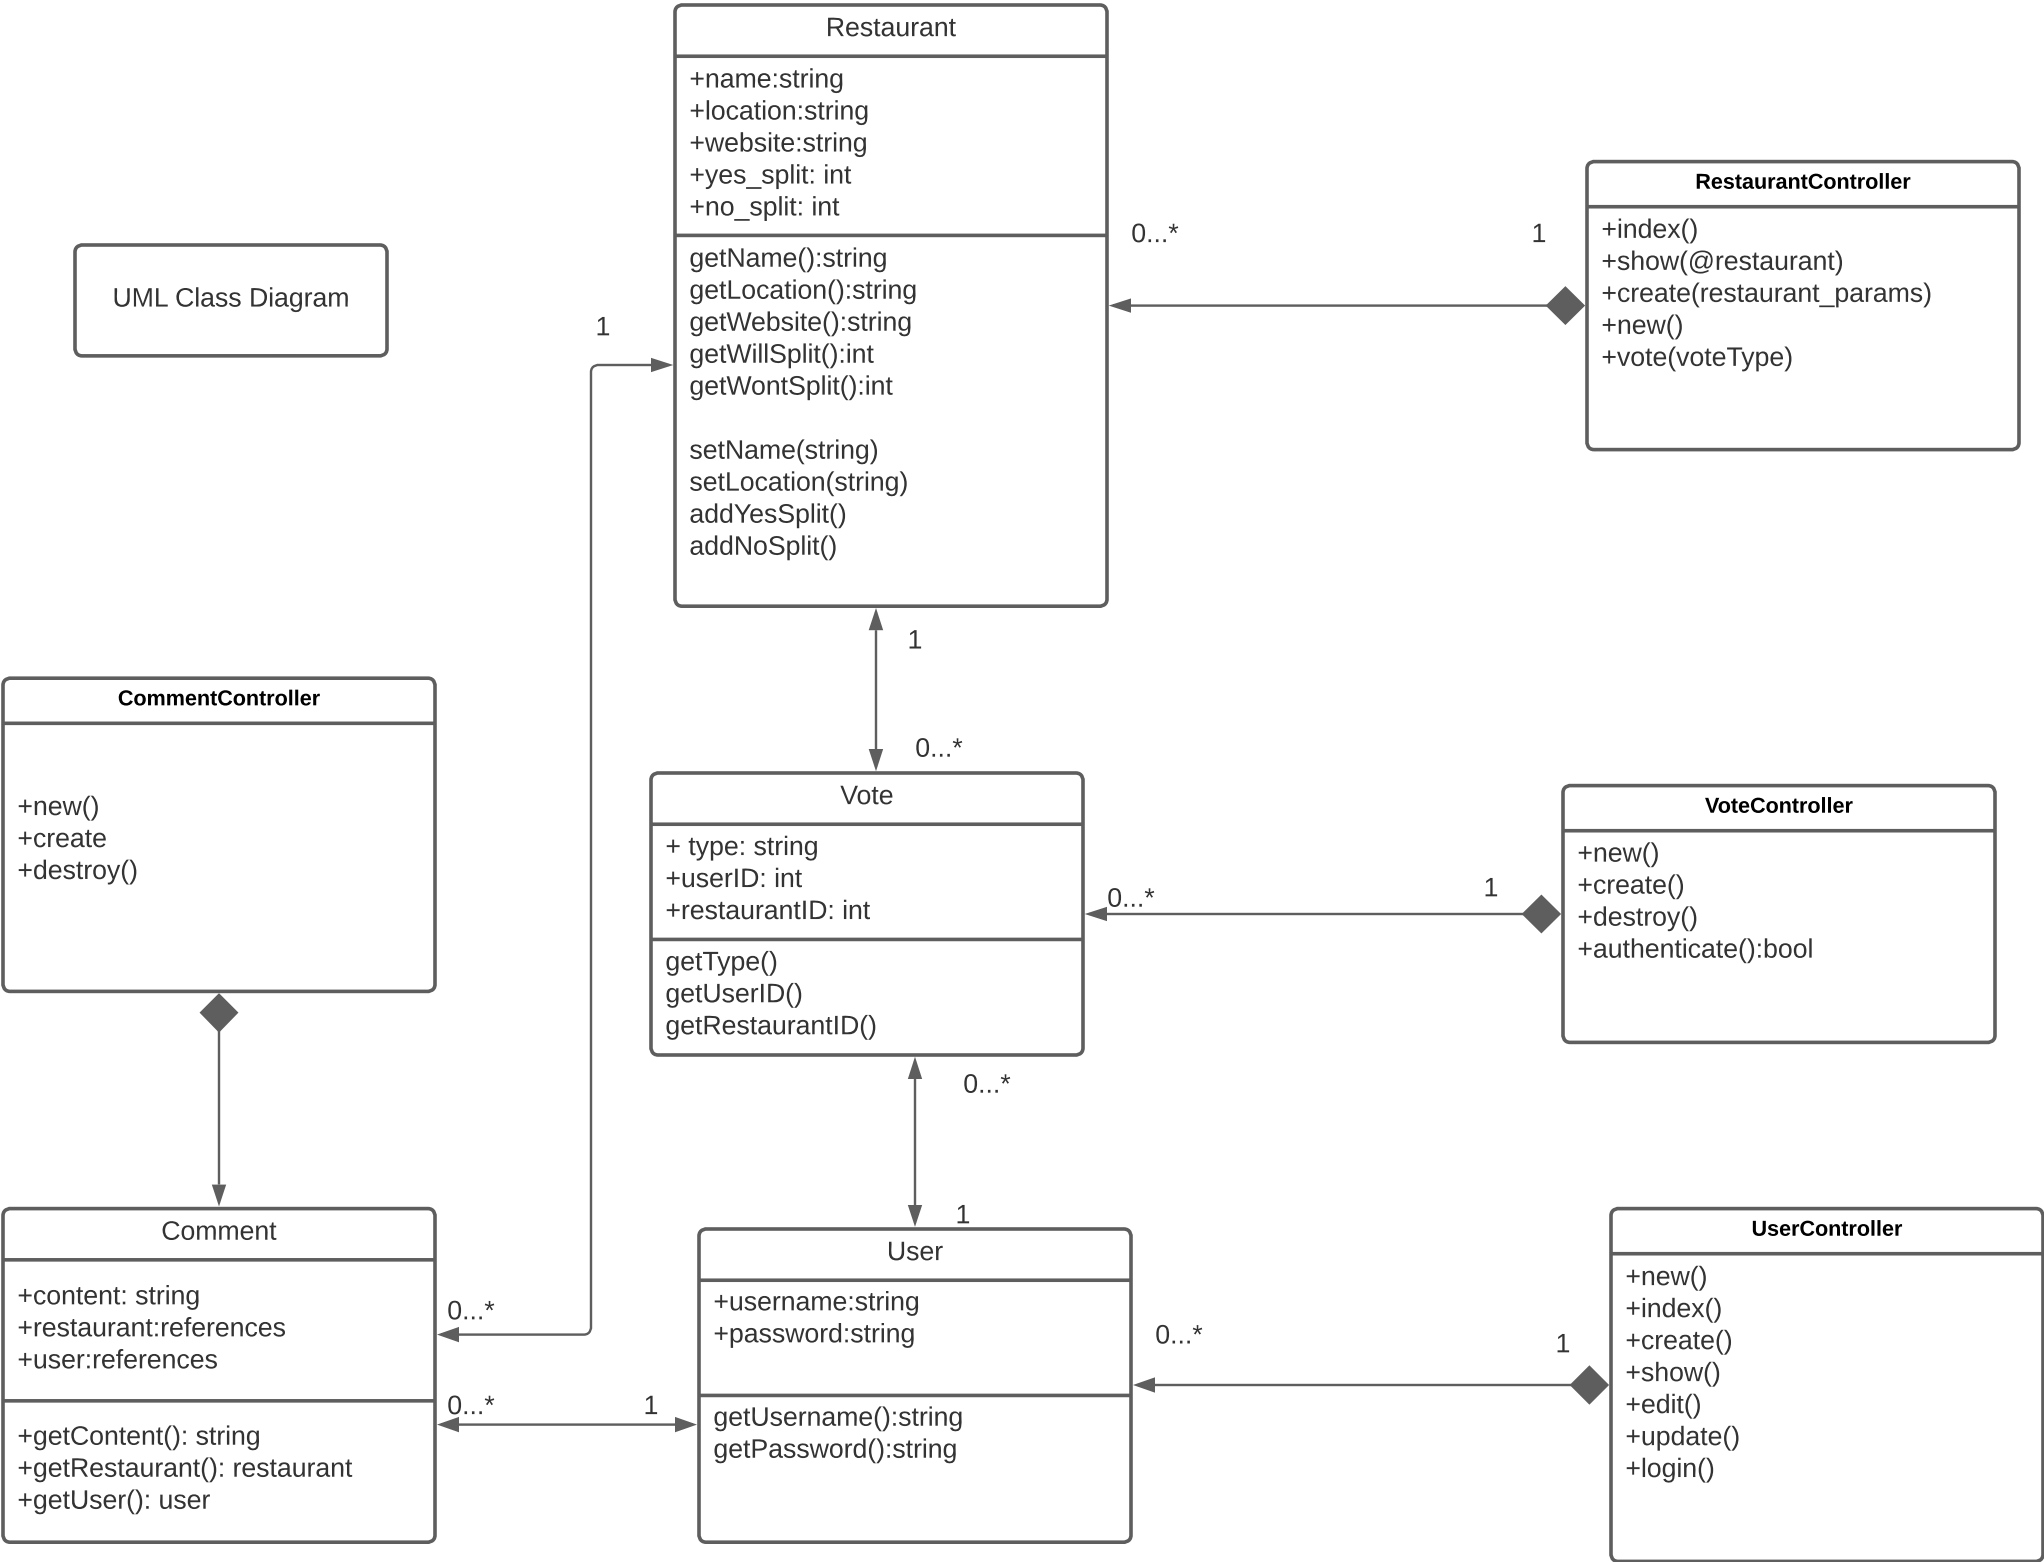 Restaurant
+name:string
+location:string
+website:string
+yes_split: int
+no_split: int
getName():string
getLocation():string
getWebsite():string
getWillSplit():int
getWontSplit():int
setName(string)
setLocation(string)
addYesSplit()
addNoSplit()
RestaurantController
+index()
+show(@restaurant)
+create(restaurant_params)
+new()
+vote(voteType)
0...*
1
UML Class Diagram
1
1
0...*
CommentController
+new()
+create
+destroy()
Vote
+ type: string
+userID: int
+restaurantID: int
getType()
getUserID()
getRestaurantID()
VoteController
+new()
+create()
+destroy()
+authenticate():bool
0...*
1
0...*
1
Comment
+content: string
+restaurant:references
+user:references
+getContent(): string
+getRestaurant(): restaurant
+getUser(): user
0...*
0...*
1
User
+username:string
+password:string
getUsername():string
getPassword():string
0...*
1
UserController
+new()
+index()
+create()
+show()
+edit()
+update()
+login()